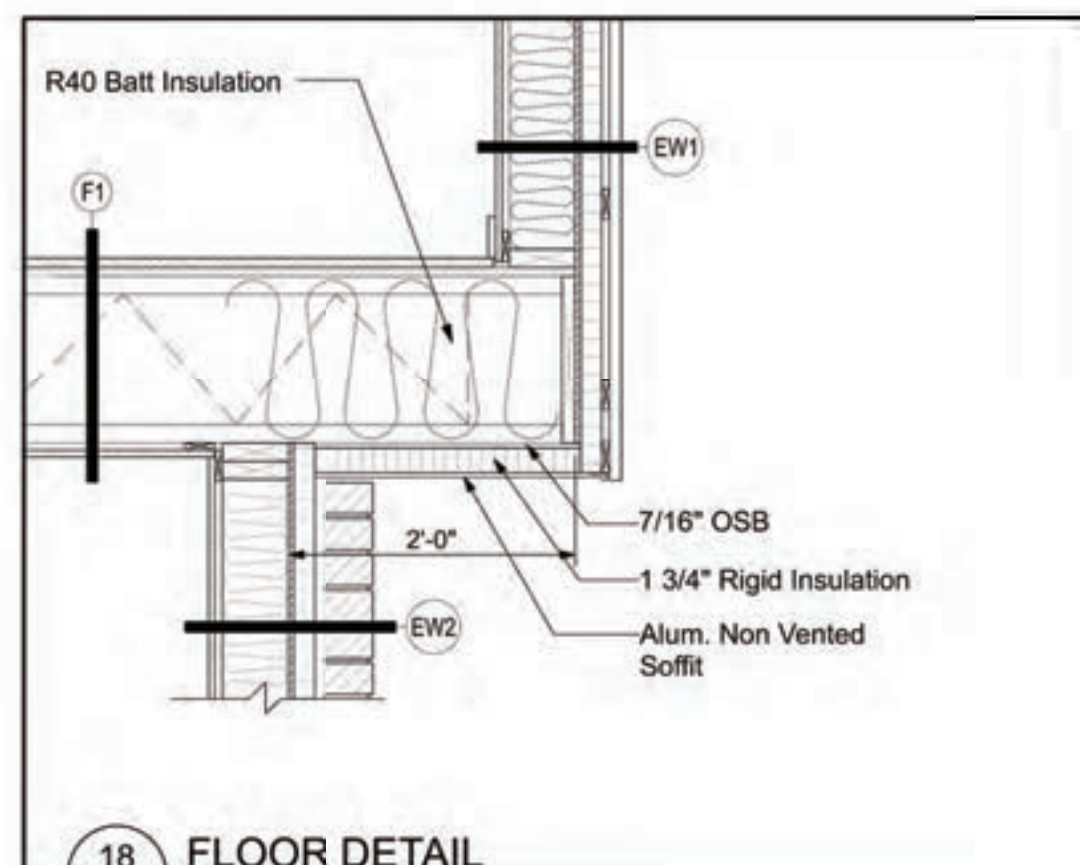 R40 Batt Insulation
EW1
F1
7/16" OSB
2'-0"
1 3/4" Rigid Insulation
EW2
Alum. Non Vented
Soffit
18
FLOOR DETAIL